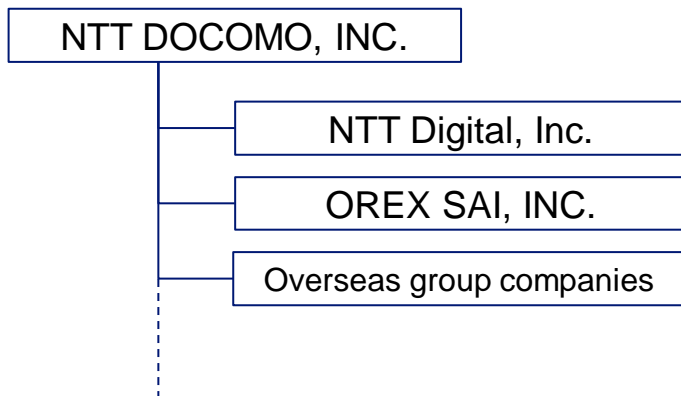 NTT DOCOMO, INC.
NTT Digital, Inc.
OREX SAI, INC.
Overseas group companies